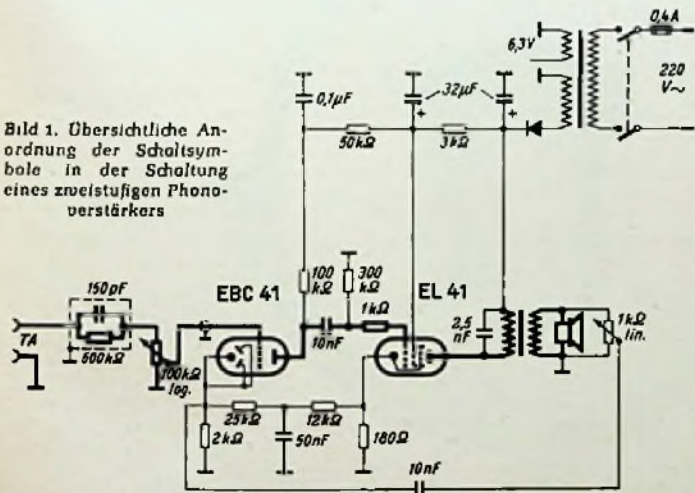 Bild 1. Übersichtliche An-
ordnung der Schaltsym-
bole in der Schaltung
eines zweistufigen Phono-
verstärkers
0,4A
6,3V
220
V~
0,1µF
32µF
+
+
50kΩ
3kΩ
150pF
TA
600kΩ
100kΩ
log.
EBC 41
100
kΩ
300
kΩ
10nF
1kΩ
EL 41
2,5
nF
1kΩ
lin.
2kΩ
25kΩ
50nF
12kΩ
180Ω
10nF